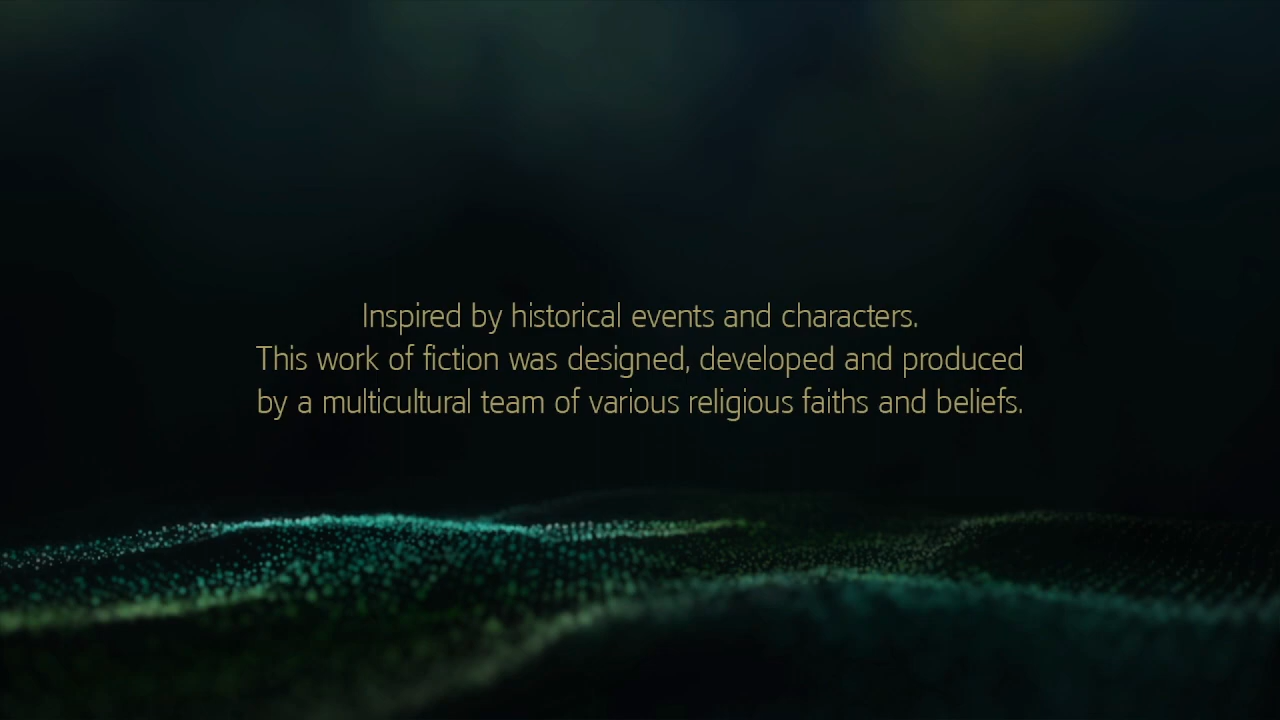 Inspired by historical events and characters.
This work of fiction was designed, developed and produced
by a multicultural team of various religious faiths and beliefs.